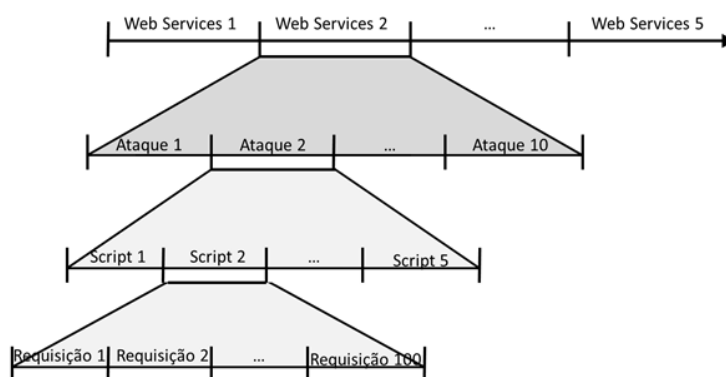 Web Services 1 Web Services 2 ... Web Services 5
Ataque 1 Ataque 2 ... Ataque 10
Script 1 Script 2 ... Script 5
Requisição 1 Requisição 2 ... Requisição 100